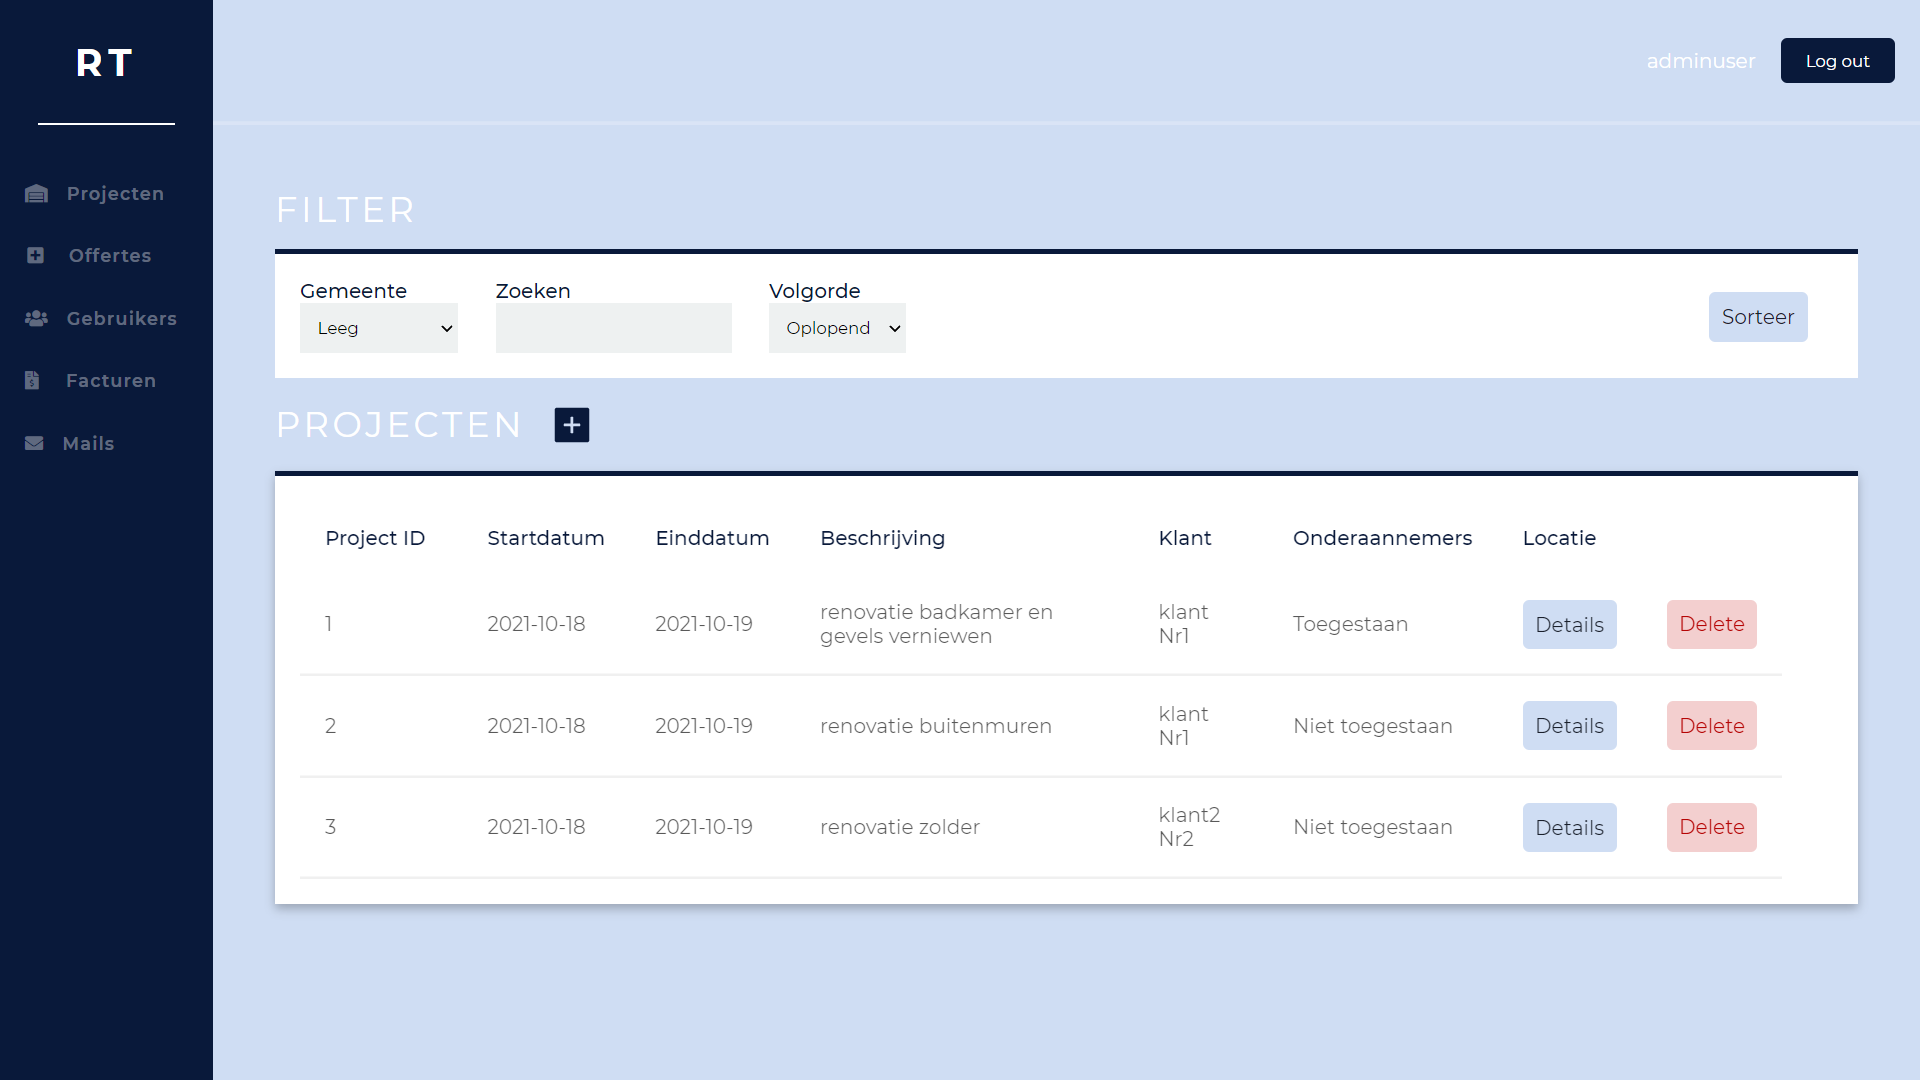 RT
adminuser
Log out
Projecten
Offertes
Gebruikers
Facturen
Mails
FILTER
Gemeente
Zoeken
Volgorde
Leeg
Oplopend
Sorteer
PROJECTEN
Project ID Startdatum Einddatum Beschrijving Klant Onderaannemers Locatie
1 2021-10-18 2021-10-19 renovatie badkamer en gevels verniewen klant Nr1 Toegestaan Details Delete
2 2021-10-18 2021-10-19 renovatie buitenmuren klant Nr1 Niet toegestaan Details Delete
3 2021-10-18 2021-10-19 renovatie zolder klant2 Nr2 Niet toegestaan Details Delete